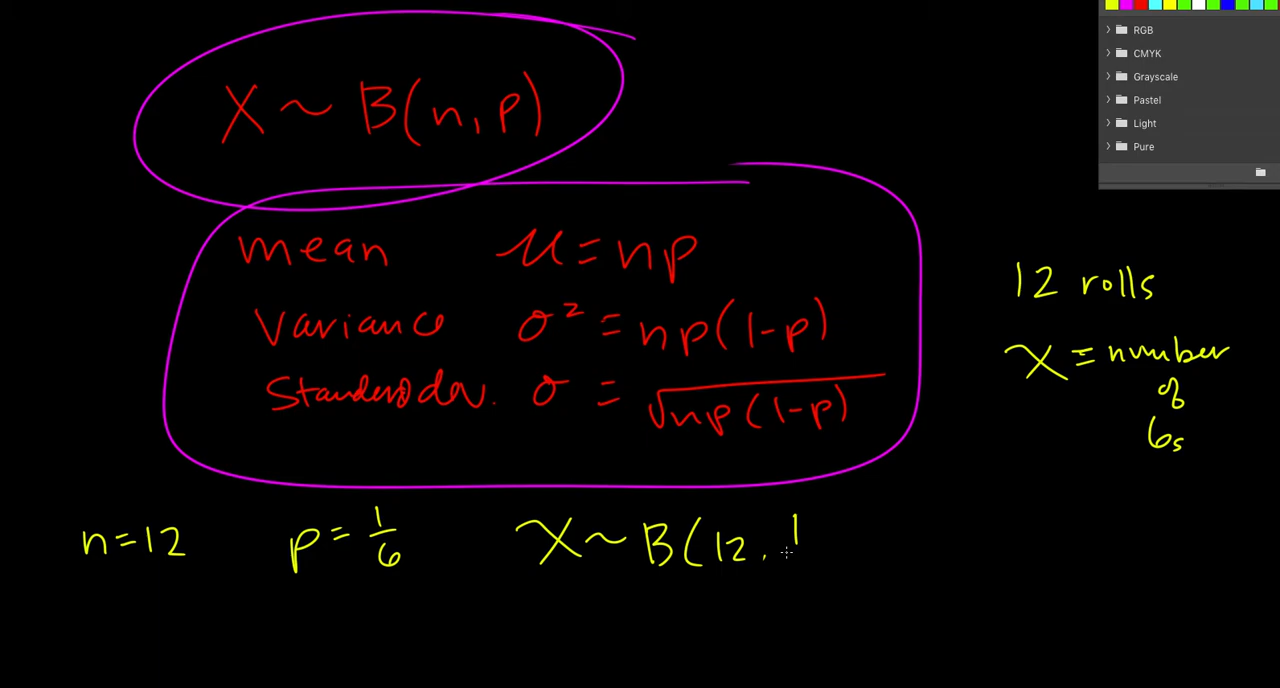 X ~ B(n, p)
mean μ = np
variance σ² = np(1-p)
Standard dev. σ = √np(1-p)
n = 12 p = 1/6 X ~ B(12, 1
12 rolls
X = number
of
6s
RGB
CMYK
Grayscale
Pastel
Light
Pure